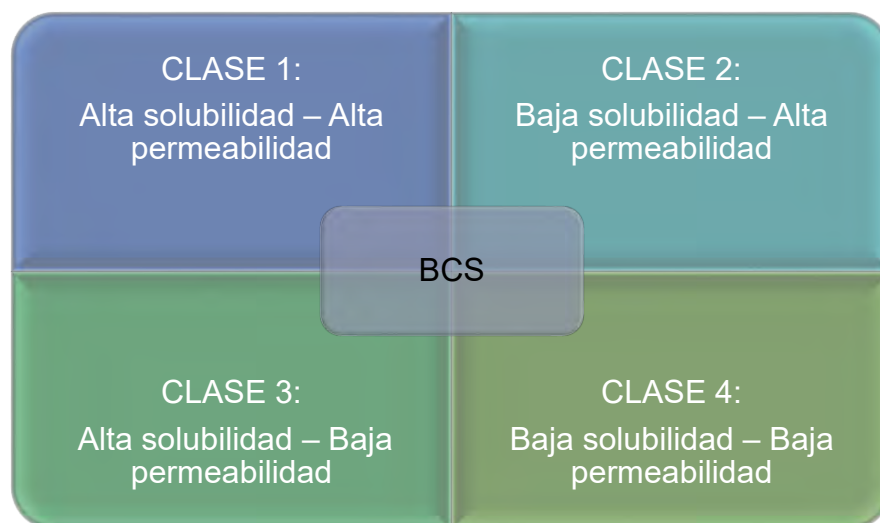 CLASE 1:
Alta solubilidad – Alta
permeabilidad
CLASE 2:
Baja solubilidad – Alta
permeabilidad
BCS
CLASE 3:
Alta solubilidad – Baja
permeabilidad
CLASE 4:
Baja solubilidad – Baja
permeabilidad